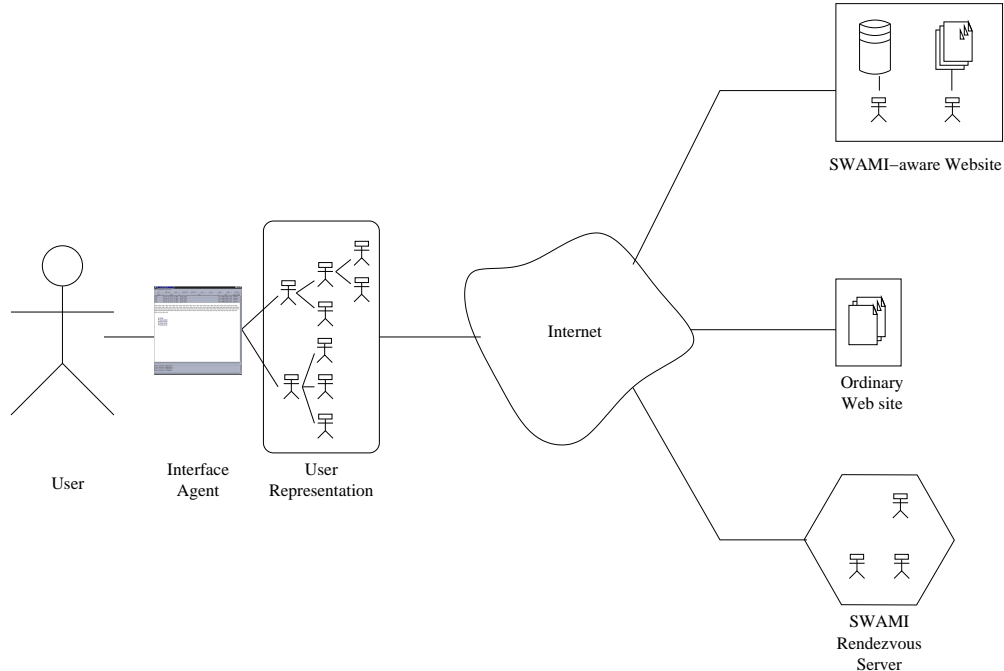 SWAMI−aware Website
Internet
Ordinary
Web site
User
Interface
Agent
User
Representation
SWAMI
Rendezvous
Server